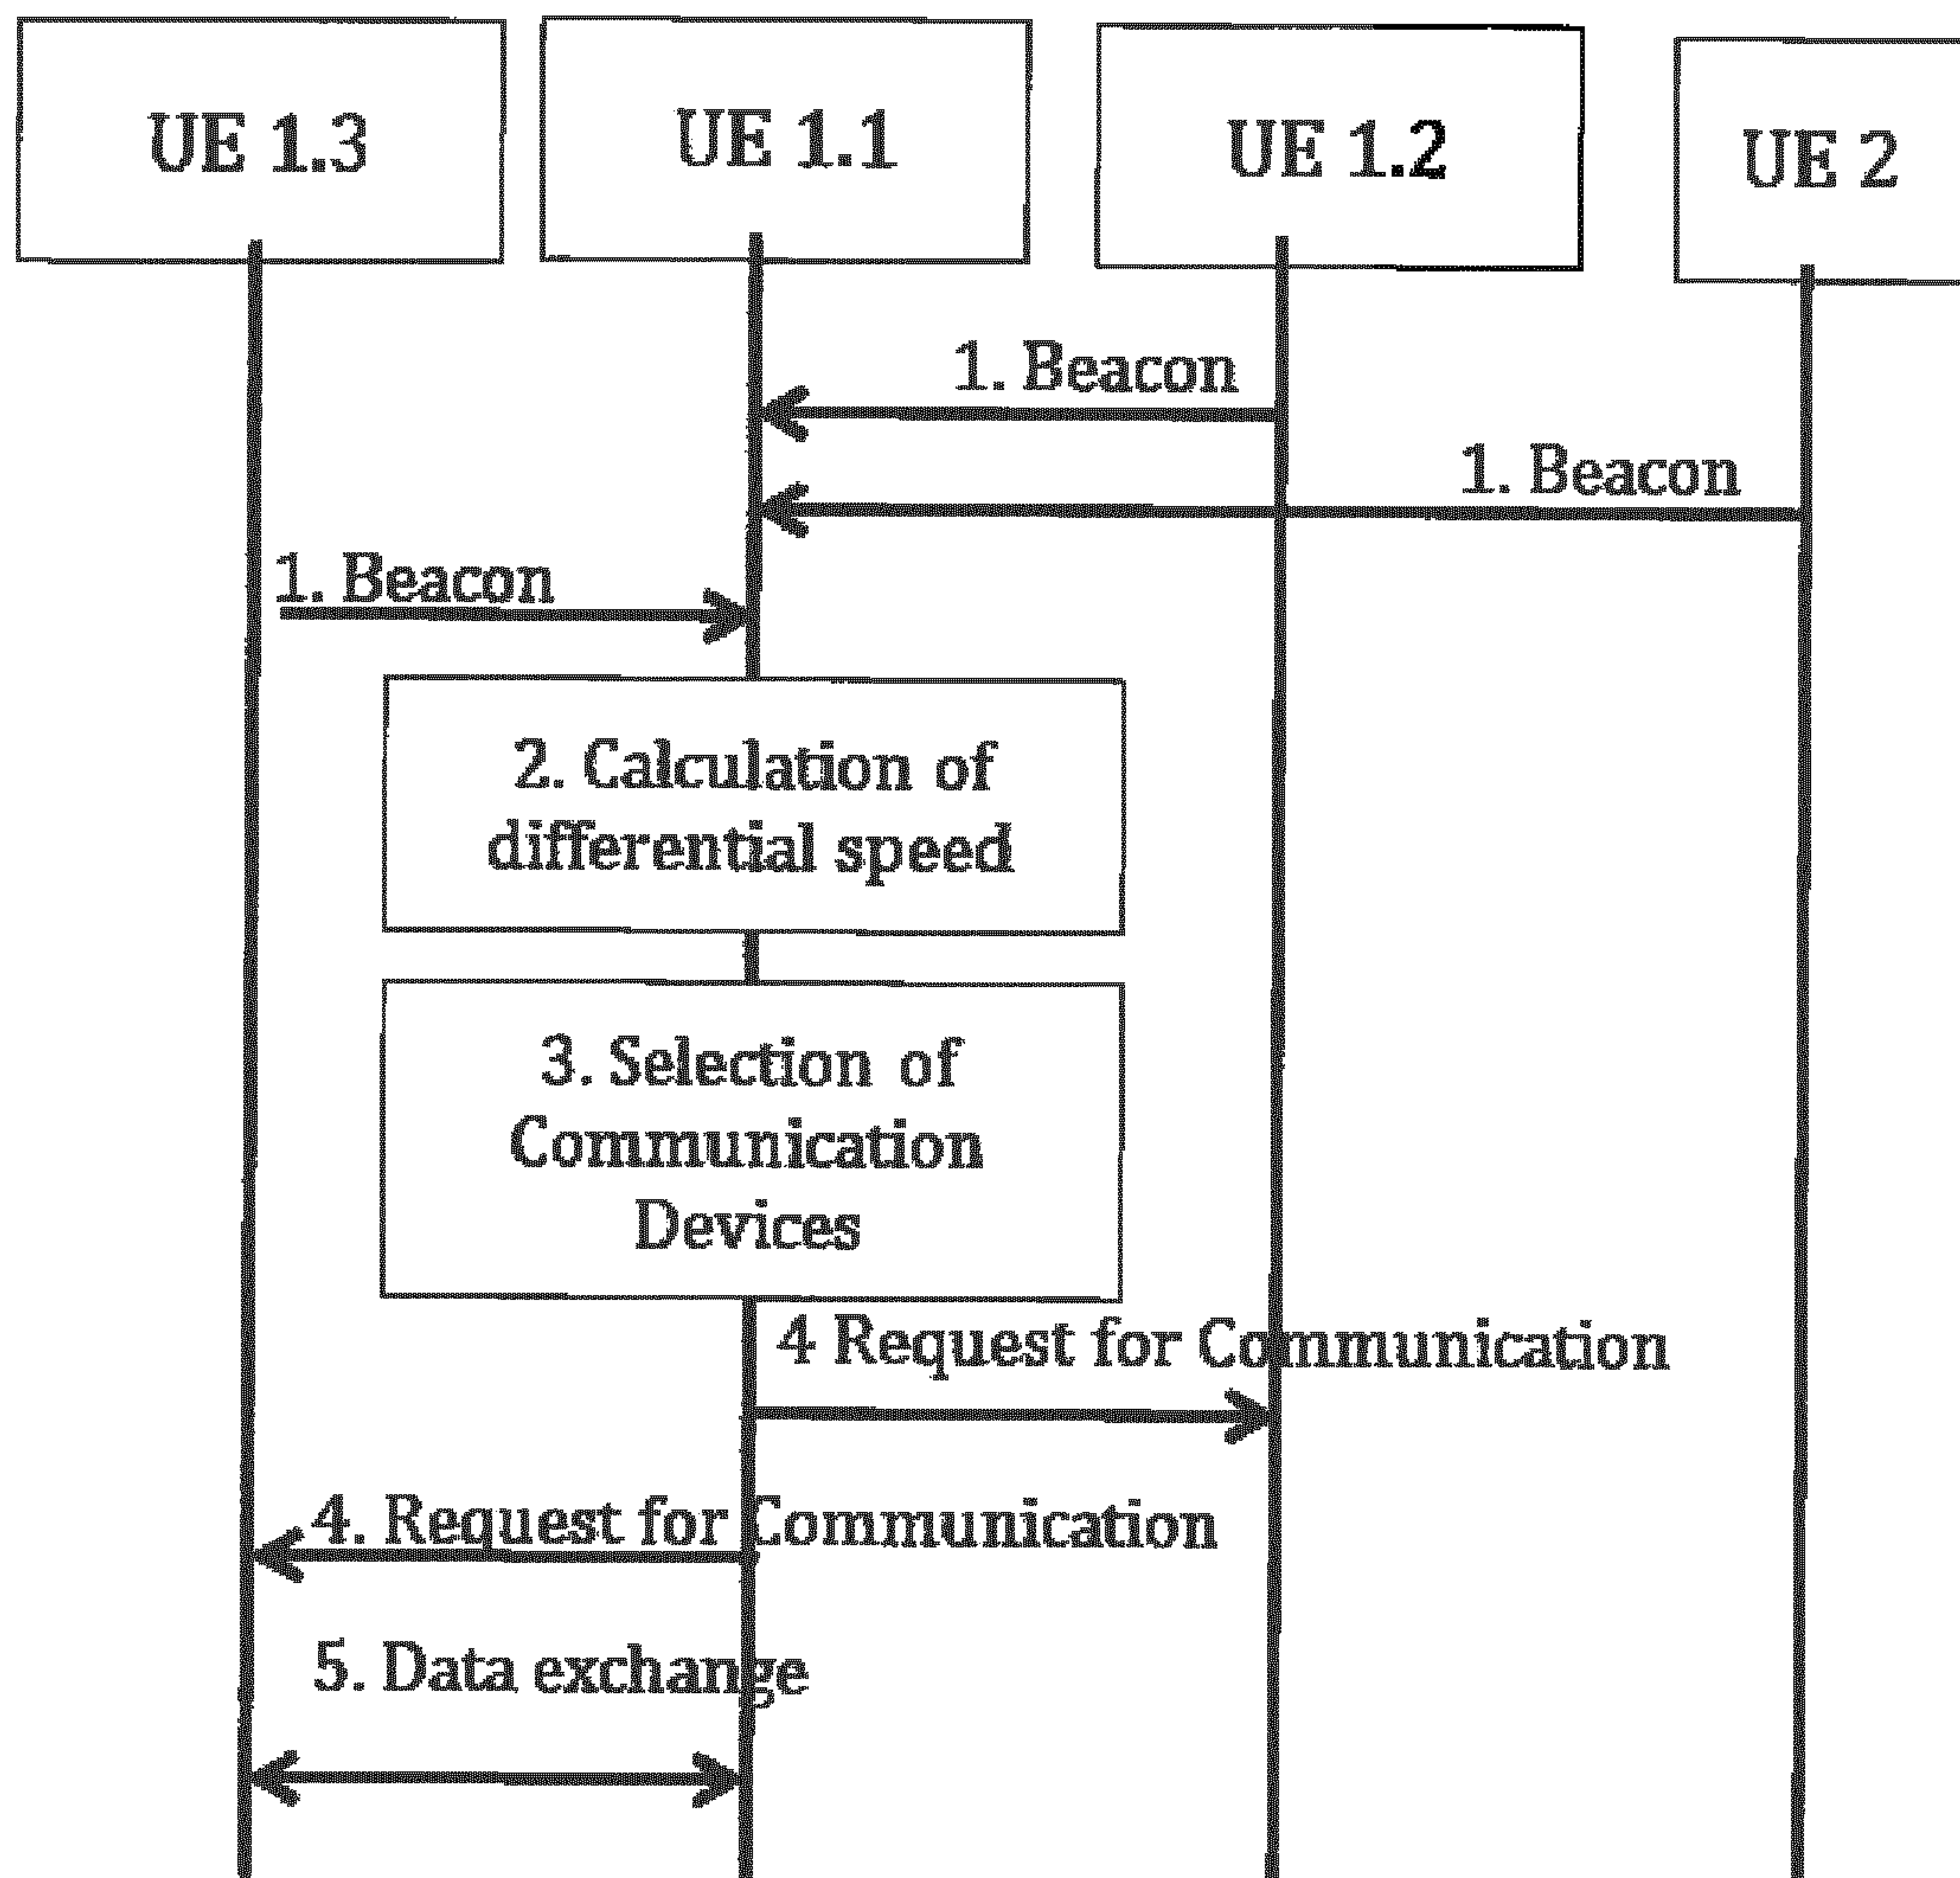 UE 1.3
UE 1.1
UE 1.2
UE 2
1. Beacon
1. Beacon
1. Beacon
2. Calculation of
differential speed
3. Selection of
Communication
Devices
4 Request for Communication
4. Request for Communication
5. Data exchange